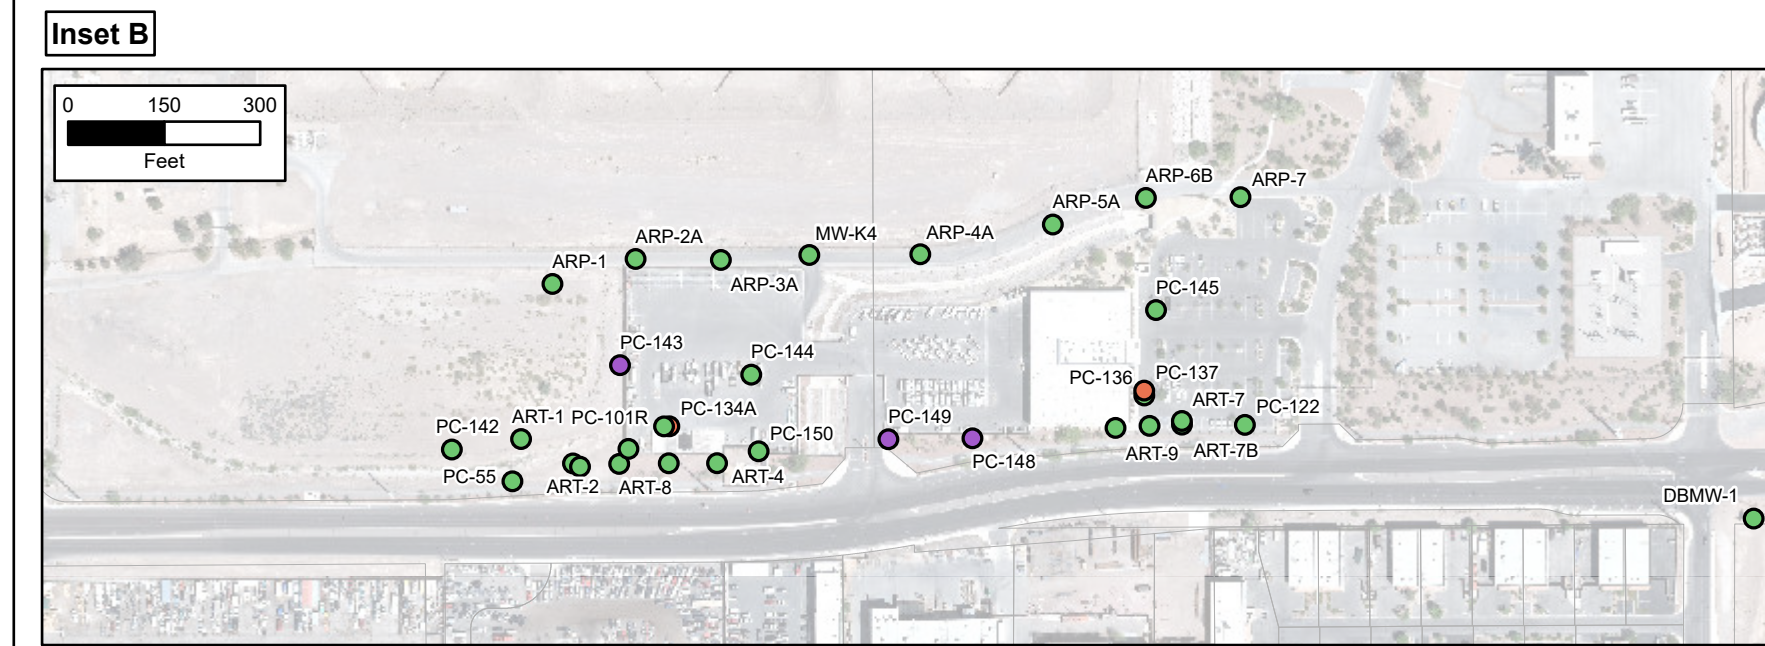 Inset B
0 150 300
Feet
ARP-6B
ARP-7
ARP-5A
ARP-2A
MW-K4
ARP-4A
ARP-1
ARP-3A
PC-145
PC-143
PC-144
PC-136
PC-137
PC-142
ART-1
PC-101R
PC-134A
PC-149
ART-7
PC-122
PC-150
PC-148
ART-9
ART-7B
PC-55
ART-2
ART-8
ART-4
DBMW-1